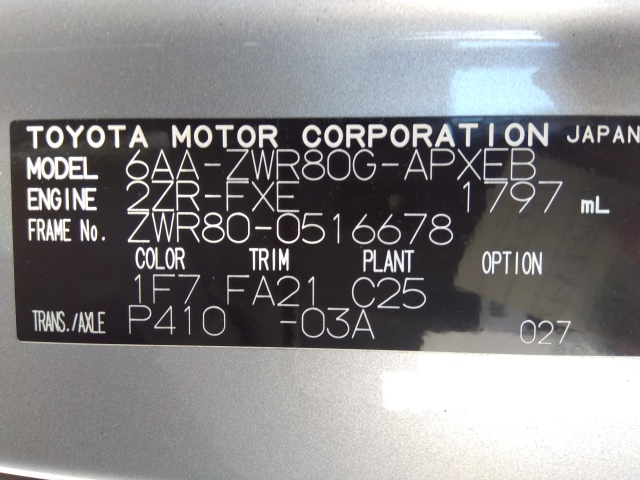 TOYOTA MOTOR CORPORATION JAPAN
MODEL 6AA-ZWR80G-APXEB
ENGINE 2ZR-FXE 1797 mL
FRAME No. ZWR80-0516678
COLOR TRIM PLANT OPTION
1F7 FA21 C25
TRANS./AXLE P410 -03A 027